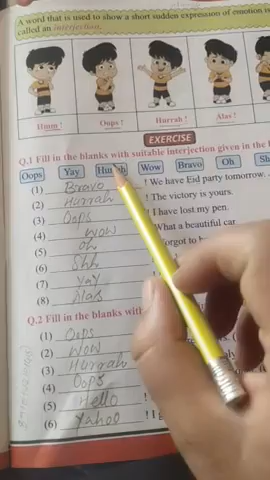 A word that is used to show a short sudden expression of emotion
called an interjection.
Humm ! Oops ! Hurrah ! Alas !
EXERCISE
Q.1 Fill in the blanks with suitable interjection given in the
Oops Yay Wow Bravo Oh
(1) Bravo ! We have Eid party tomorrow.
(2) Hurrah ! The victory is yours.
(3) Oops I have lost my pen.
(4) wow What a beautiful car
(5) oh
(6) Shh
(7) Yay
(8) Alas
Q.2 Fill in the blanks with
(1) Oops
(2) wow
(3) Hurrah
(4) Oops
(5) Hello !
(6) Yahoo ! I